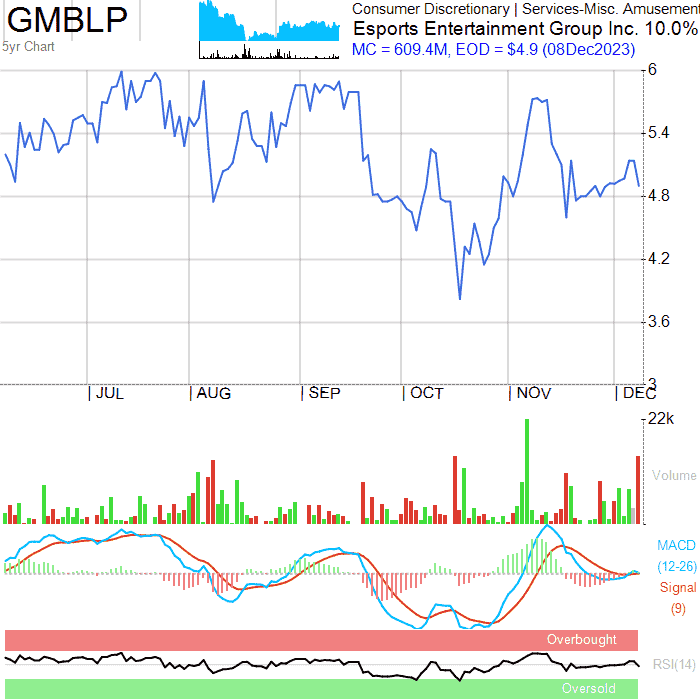 GMBLP
5yr Chart
Consumer Discretionary | Services-Misc. Amusement
Esports Entertainment Group Inc. 10.0%
MC = 609.4M, EOD = $4.9 (08Dec2023)
6
5.4
4.8
4.2
3.6
3
JUL AUG SEP OCT NOV DEC
22k
Volume
MACD
(12-26)
Signal
(9)
Overbought
RSI(14)
Oversold